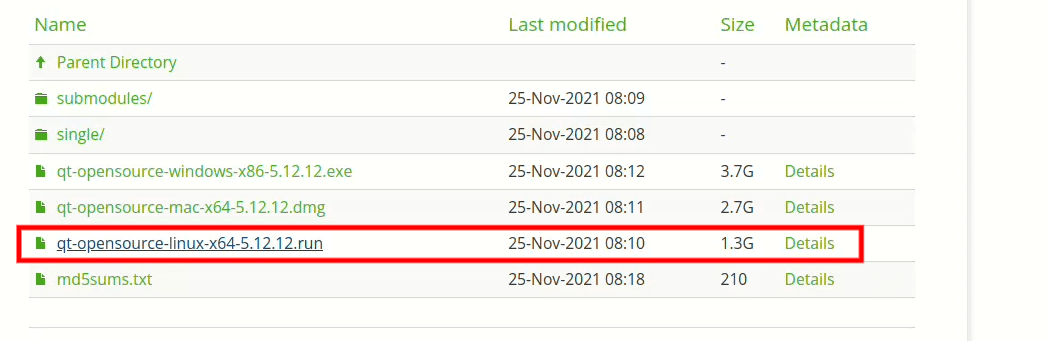 Name Last modified Size Metadata
Parent Directory -
submodules/ 25-Nov-2021 08:09 -
single/ 25-Nov-2021 08:08 -
qt-opensource-windows-x86-5.12.12.exe 25-Nov-2021 08:12 3.7G Details
qt-opensource-mac-x64-5.12.12.dmg 25-Nov-2021 08:11 2.7G Details
qt-opensource-linux-x64-5.12.12.run 25-Nov-2021 08:10 1.3G Details
md5sums.txt 25-Nov-2021 08:18 210 Details